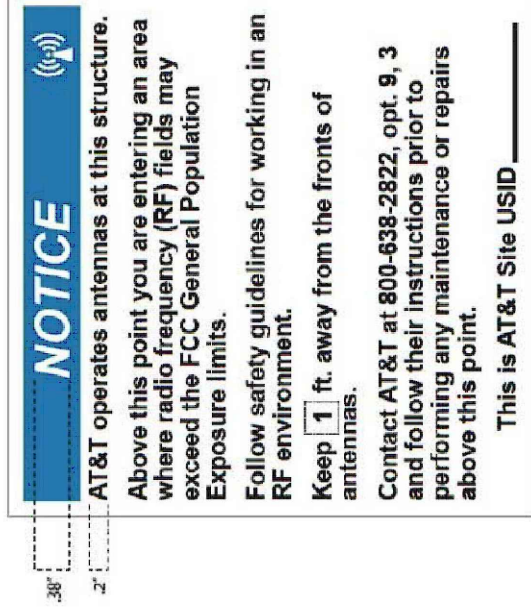 .38"
NOTICE
.2"
AT&T operates antennas at this structure.
Above this point you are entering an area
where radio frequency (RF) fields may
exceed the FCC General Population
Exposure limits.
Follow safety guidelines for working in an
RF environment.
Keep 1 ft. away from the fronts of
antennas.
Contact AT&T at 800-638-2822, opt. 9, 3
and follow their instructions prior to
performing any maintenance or repairs
above this point.
This is AT&T Site USID